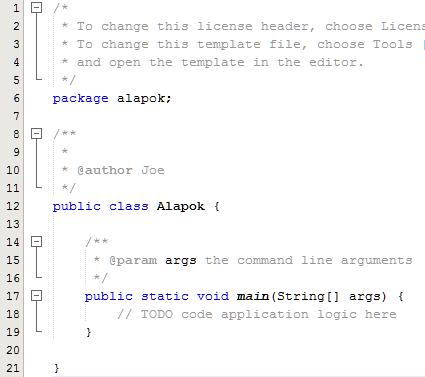 1 /*
2 * To change this license header, choose Licens
3 * To change this template file, choose Tools |
4 * and open the template in the editor.
5 */
6 package alapok;
7
8 /**
9 *
10 * @author Joe
11 */
12 public class Alapok {
13
14 /**
15 * @param args the command line arguments
16 */
17 public static void main(String[] args) {
18 // TODO code application logic here
19 }
20
21 }